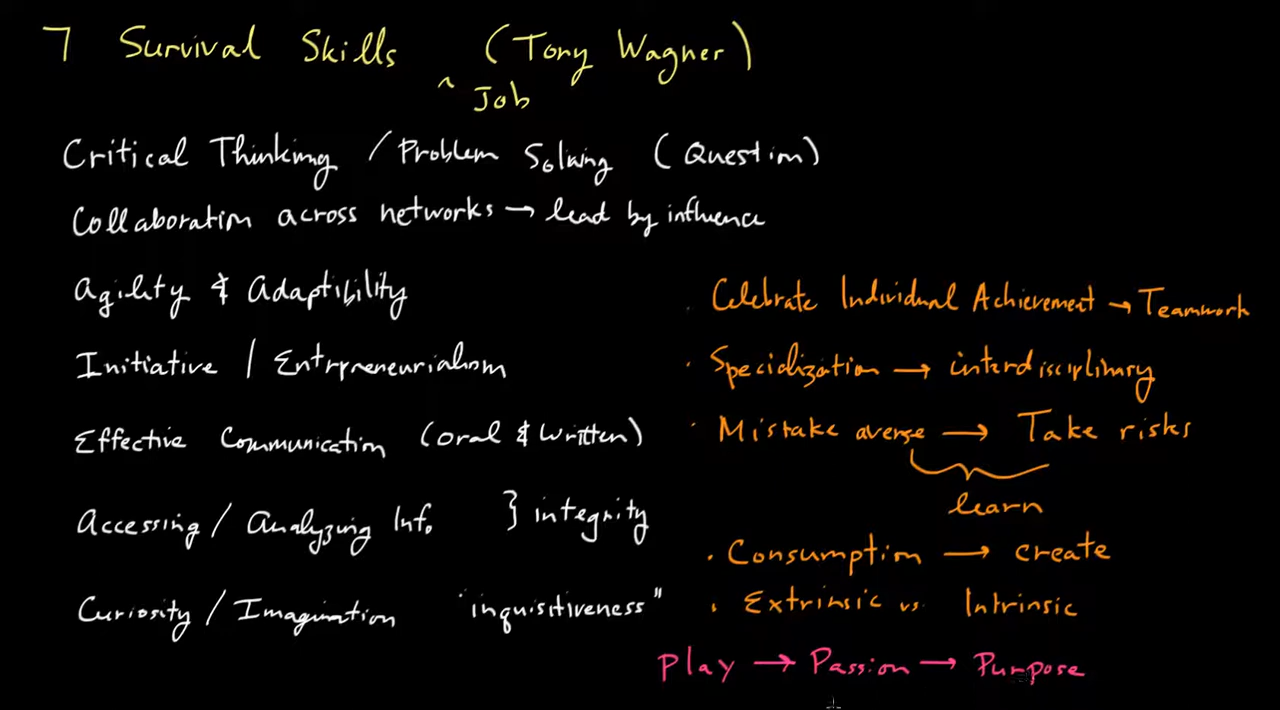 7 Survival Skills (Tony Wagner)
^ Job
Critical Thinking / Problem Solving (Question)
Collaboration across networks → lead by influence
Agility & Adaptibility
Initiative / Entrpreneurialism
Effective Communication (Oral & Written)
Accessing / Analyzing Info. } integrity
Curiosity / Imagination "inquisitiveness"
· Celebrate Individual Achievement → Teamwork
· Specialization → interdisciplinary
· Mistake averse → Take risks
learn
· Consumption → create
· Extrinsic vs. Intrinsic
Play → Passion → Purpose